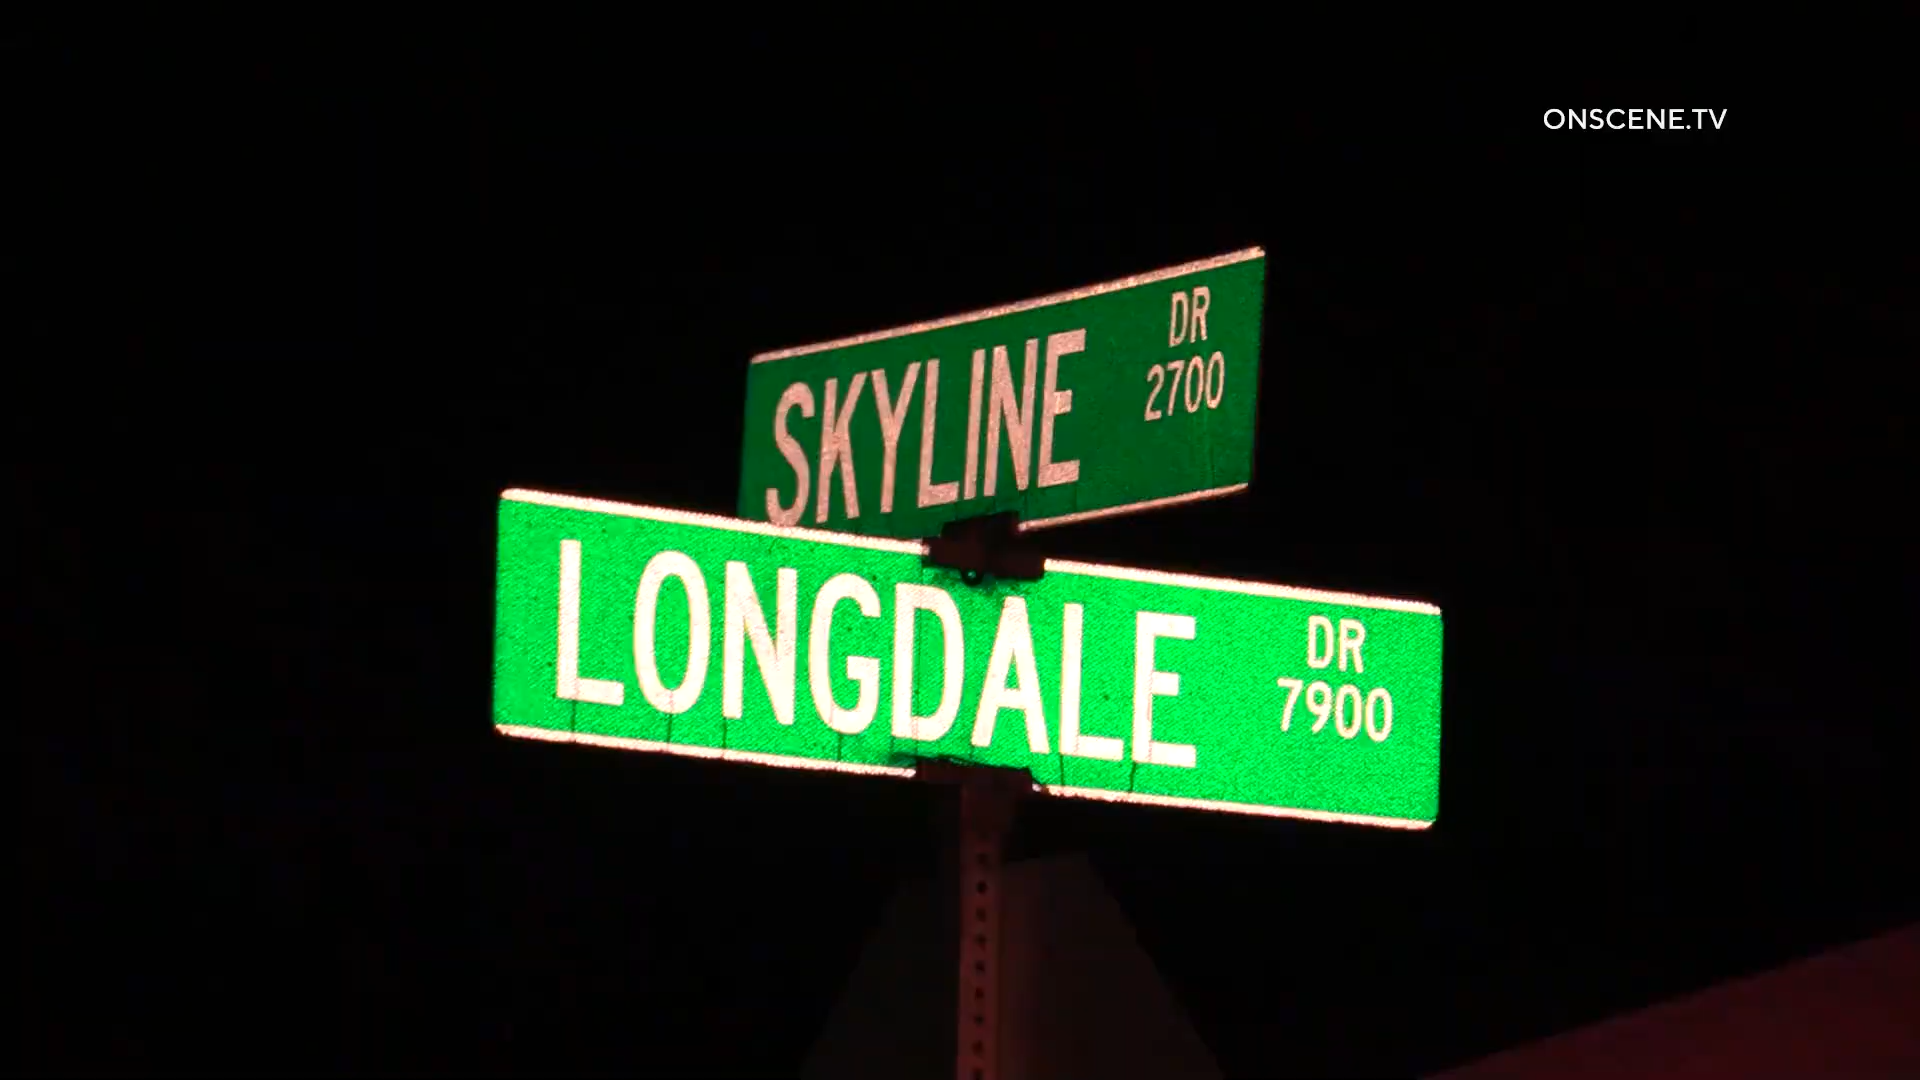 ONSCENE.TV
SKYLINE DR
2700
LONGDALE DR
7900